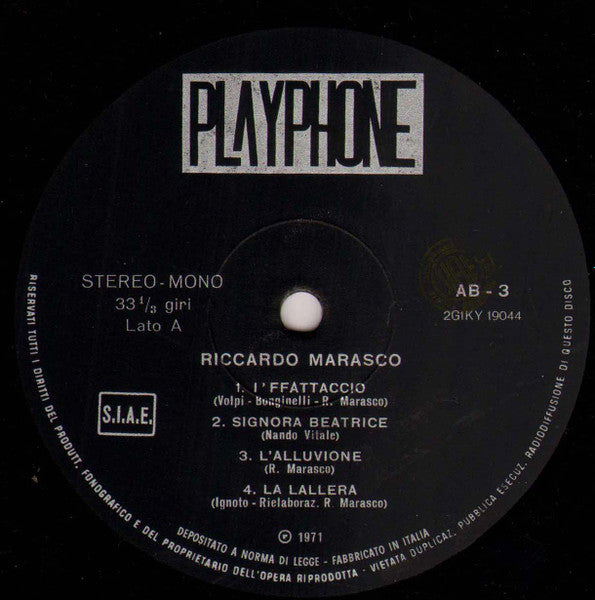 PLAYPHONE
STEREO - MONO
33 1/3 giri
Lato A
AB - 3
2GIKY 19044
RICCARDO MARASCO
1. I' FFATTACCIO
(Volpi - Bonginelli - R. Marasco)
2. SIGNORA BEATRICE
(Nando Vitale)
3. L'ALLUVIONE
(R. Marasco)
4. LA LALLERA
(Ignoto - Rielaboraz. R. Marasco)
S.I.A.E.
℗ 1971
DEPOSITATO A NORMA DI LEGGE - FABBRICATO IN ITALIA
RISERVATI TUTTI I DIRITTI DEL PRODUTT. FONOGRAFICO E DEL PROPRIETARIO DELL'OPERA RIPRODOTTA - VIETATA DUPLICAZ. PUBBLICA ESECUZ. RADIODIFFUSIONE DI QUESTO DISCO